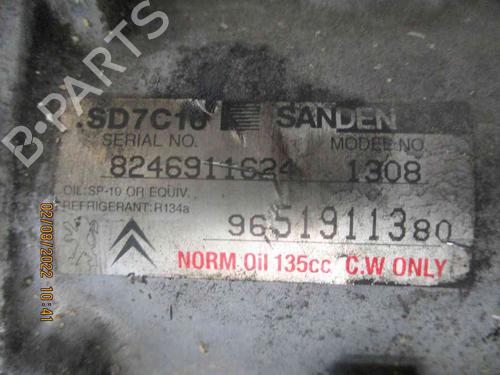 B-PARTS
SD7C16 SANDEN
SERIAL NO. MODEL NO.
8246911624 1308
OIL:SP-10 OR EQUIV.
REFRIGERANT:R134a
9651911380
NORM.Oil 135cc C.W ONLY
02/08/2022 10:41